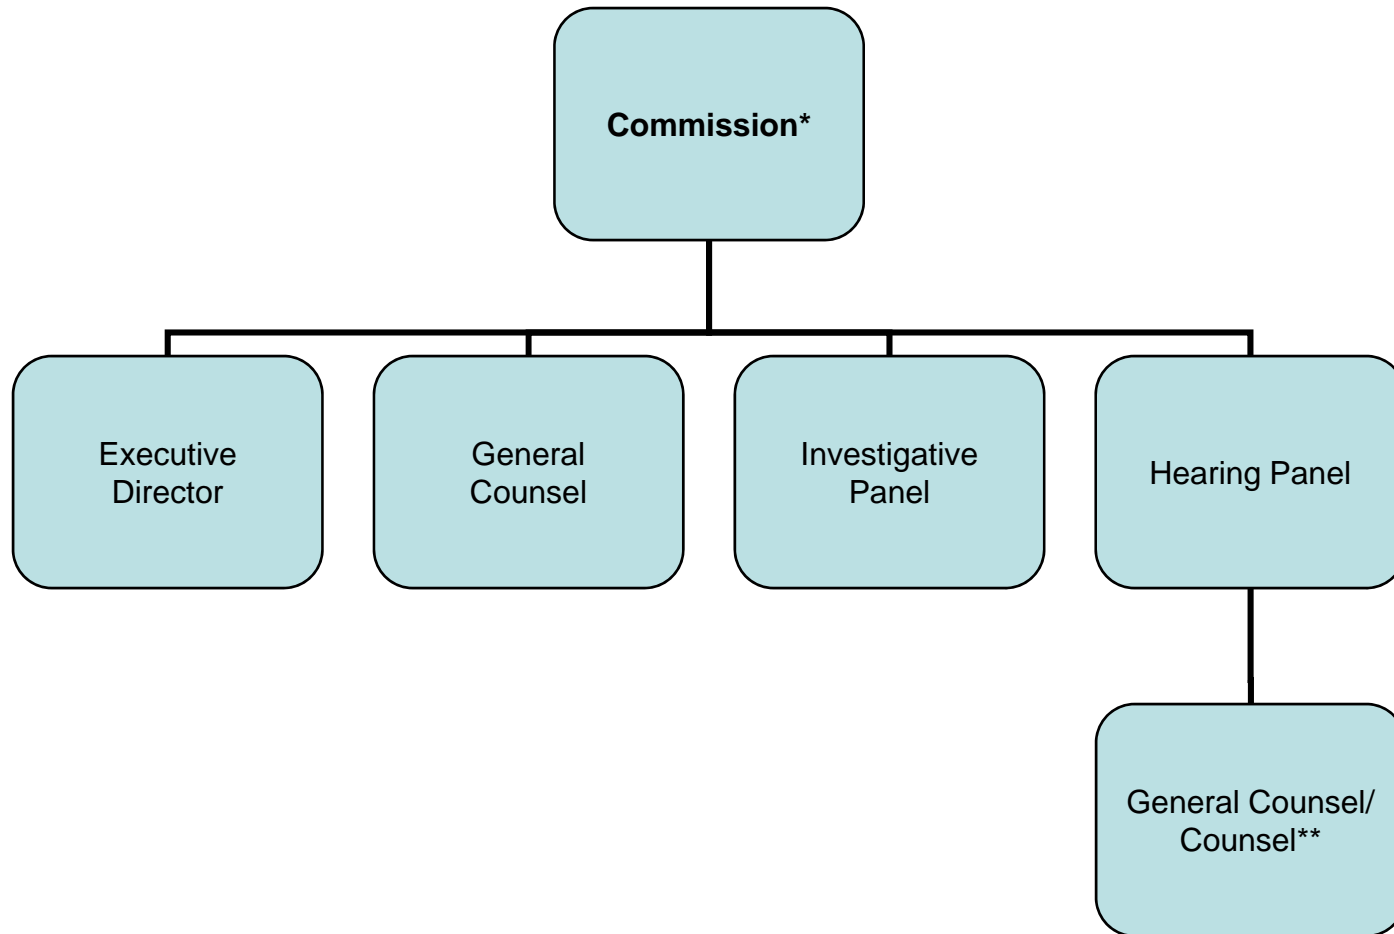 Commission*
Executive
Director
General
Counsel
Investigative
Panel
Hearing Panel
General Counsel/
Counsel**